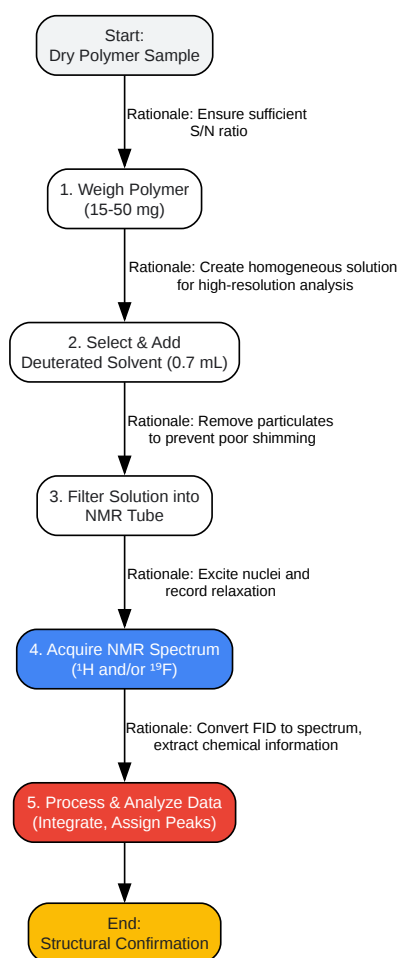 Start:
Dry Polymer Sample
Rationale: Ensure sufficient
S/N ratio
1. Weigh Polymer
(15-50 mg)
Rationale: Create homogeneous solution
for high-resolution analysis
2. Select & Add
Deuterated Solvent (0.7 mL)
Rationale: Remove particulates
to prevent poor shimming
3. Filter Solution into
NMR Tube
Rationale: Excite nuclei and
record relaxation
4. Acquire NMR Spectrum
(¹H and/or ¹⁹F)
Rationale: Convert FID to spectrum,
extract chemical information
5. Process & Analyze Data
(Integrate, Assign Peaks)
End:
Structural Confirmation